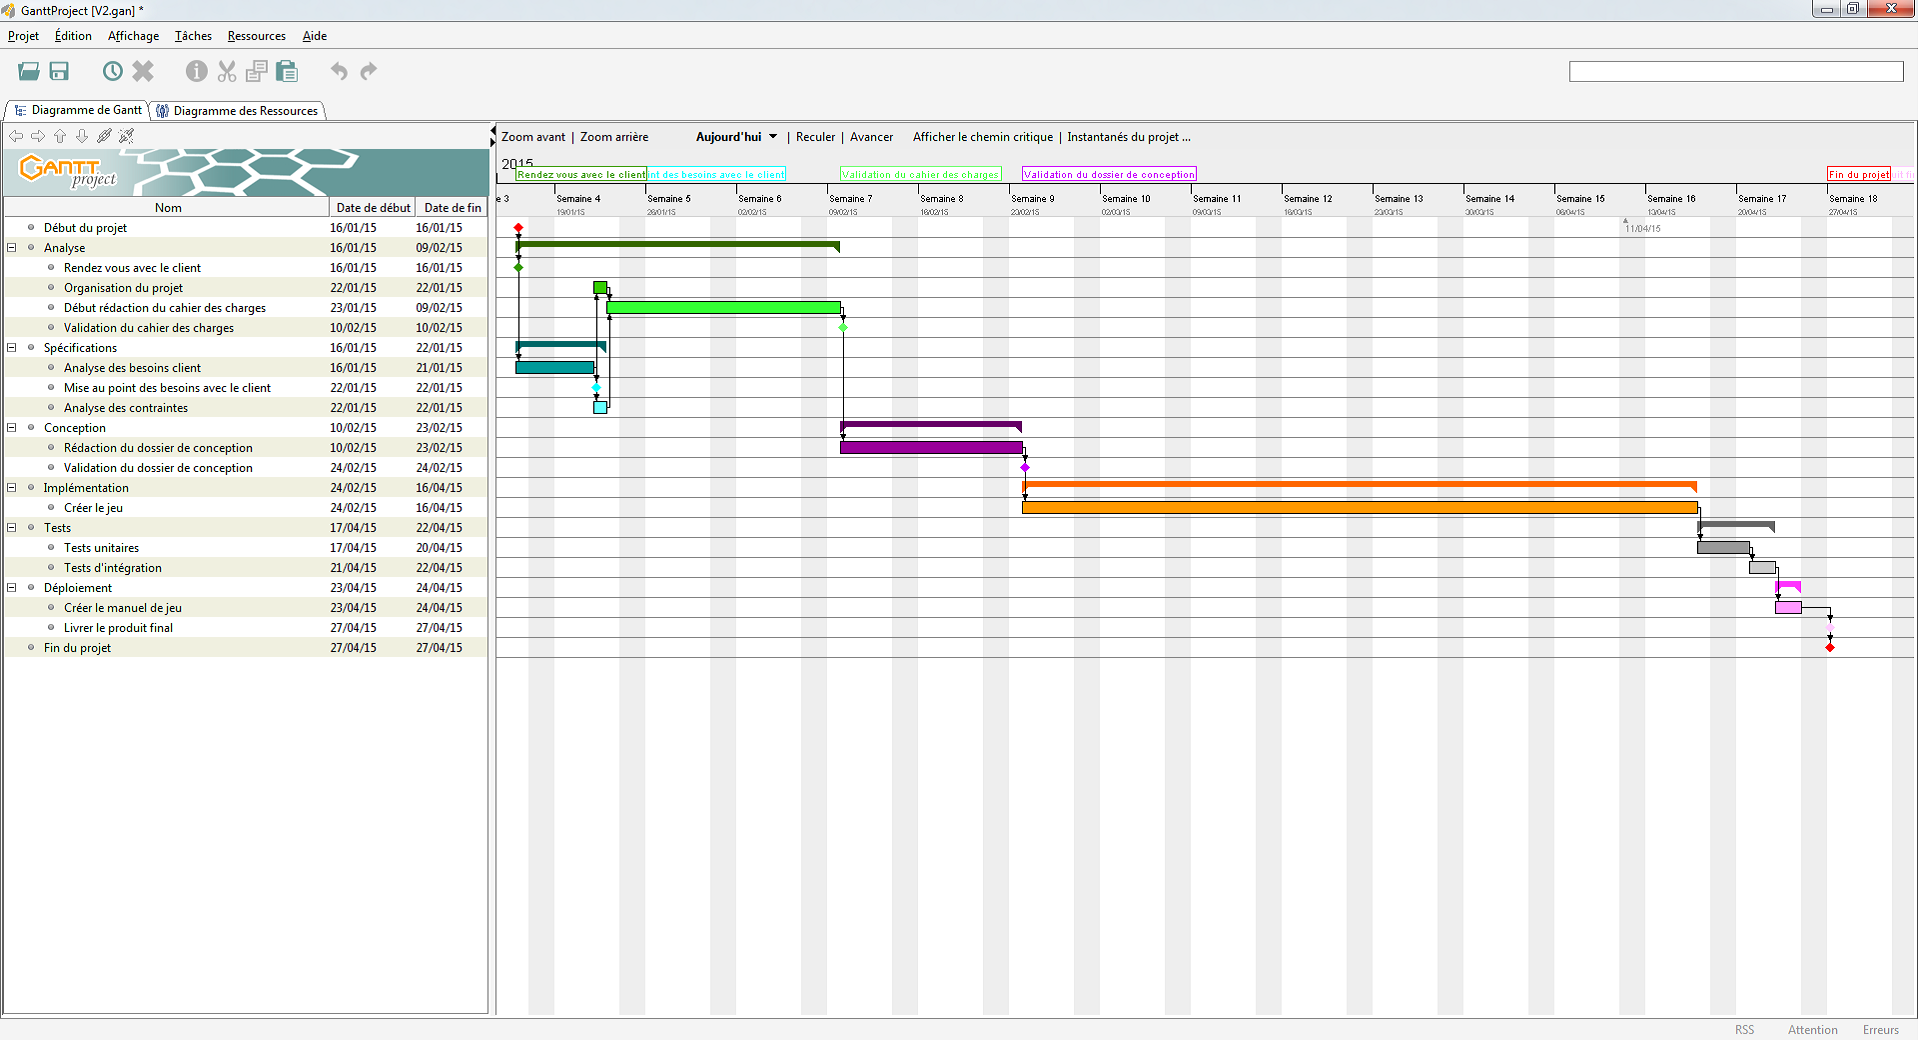 GanttProject [V2.gan] *
Projet Édition Affichage Tâches Ressources Aide
Diagramme de Gantt Diagramme des Ressources
Zoom avant | Zoom arrière Aujourd'hui | Reculer | Avancer Afficher le chemin critique | Instantanés du projet ...
GANTT project
2015
Rendez vous avec le client int des besoins avec le client Validation du cahier des charges Validation du dossier de conception Fin du projet
Nom Date de début Date de fin
e 3 Semaine 4 Semaine 5 Semaine 6 Semaine 7 Semaine 8 Semaine 9 Semaine 10 Semaine 11 Semaine 12 Semaine 13 Semaine 14 Semaine 15 Semaine 16 Semaine 17 Semaine 18
19/01/15 26/01/15 02/02/15 09/02/15 16/02/15 23/02/15 02/03/15 09/03/15 16/03/15 23/03/15 30/03/15 06/04/15 13/04/15 20/04/15 27/04/15
11/04/15
Début du projet 16/01/15 16/01/15
Analyse 16/01/15 09/02/15
Rendez vous avec le client 16/01/15 16/01/15
Organisation du projet 22/01/15 22/01/15
Début rédaction du cahier des charges 23/01/15 09/02/15
Validation du cahier des charges 10/02/15 10/02/15
Spécifications 16/01/15 22/01/15
Analyse des besoins client 16/01/15 21/01/15
Mise au point des besoins avec le client 22/01/15 22/01/15
Analyse des contraintes 22/01/15 22/01/15
Conception 10/02/15 23/02/15
Rédaction du dossier de conception 10/02/15 23/02/15
Validation du dossier de conception 24/02/15 24/02/15
Implémentation 24/02/15 16/04/15
Créer le jeu 24/02/15 16/04/15
Tests 17/04/15 22/04/15
Tests unitaires 17/04/15 20/04/15
Tests d'intégration 21/04/15 22/04/15
Déploiement 23/04/15 24/04/15
Créer le manuel de jeu 23/04/15 24/04/15
Livrer le produit final 27/04/15 27/04/15
Fin du projet 27/04/15 27/04/15
RSS Attention Erreurs